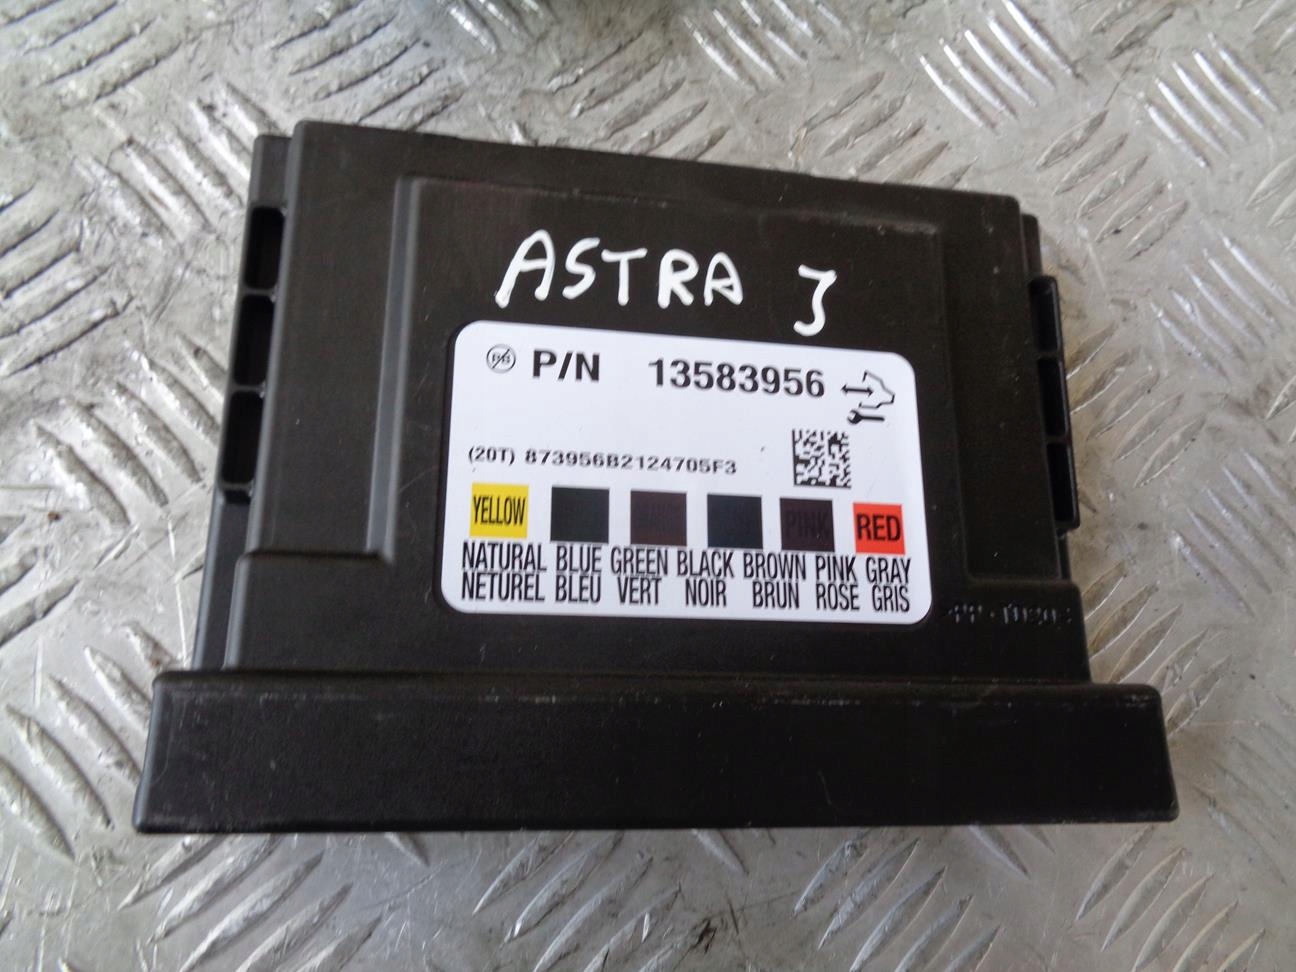 ASTRA J
P/N 13583956
(20T) 873956B2124705F3
YELLOW PINK RED
NATURAL BLUE GREEN BLACK BROWN PINK GRAY
NETUREL BLEU VERT NOIR BRUN ROSE GRIS